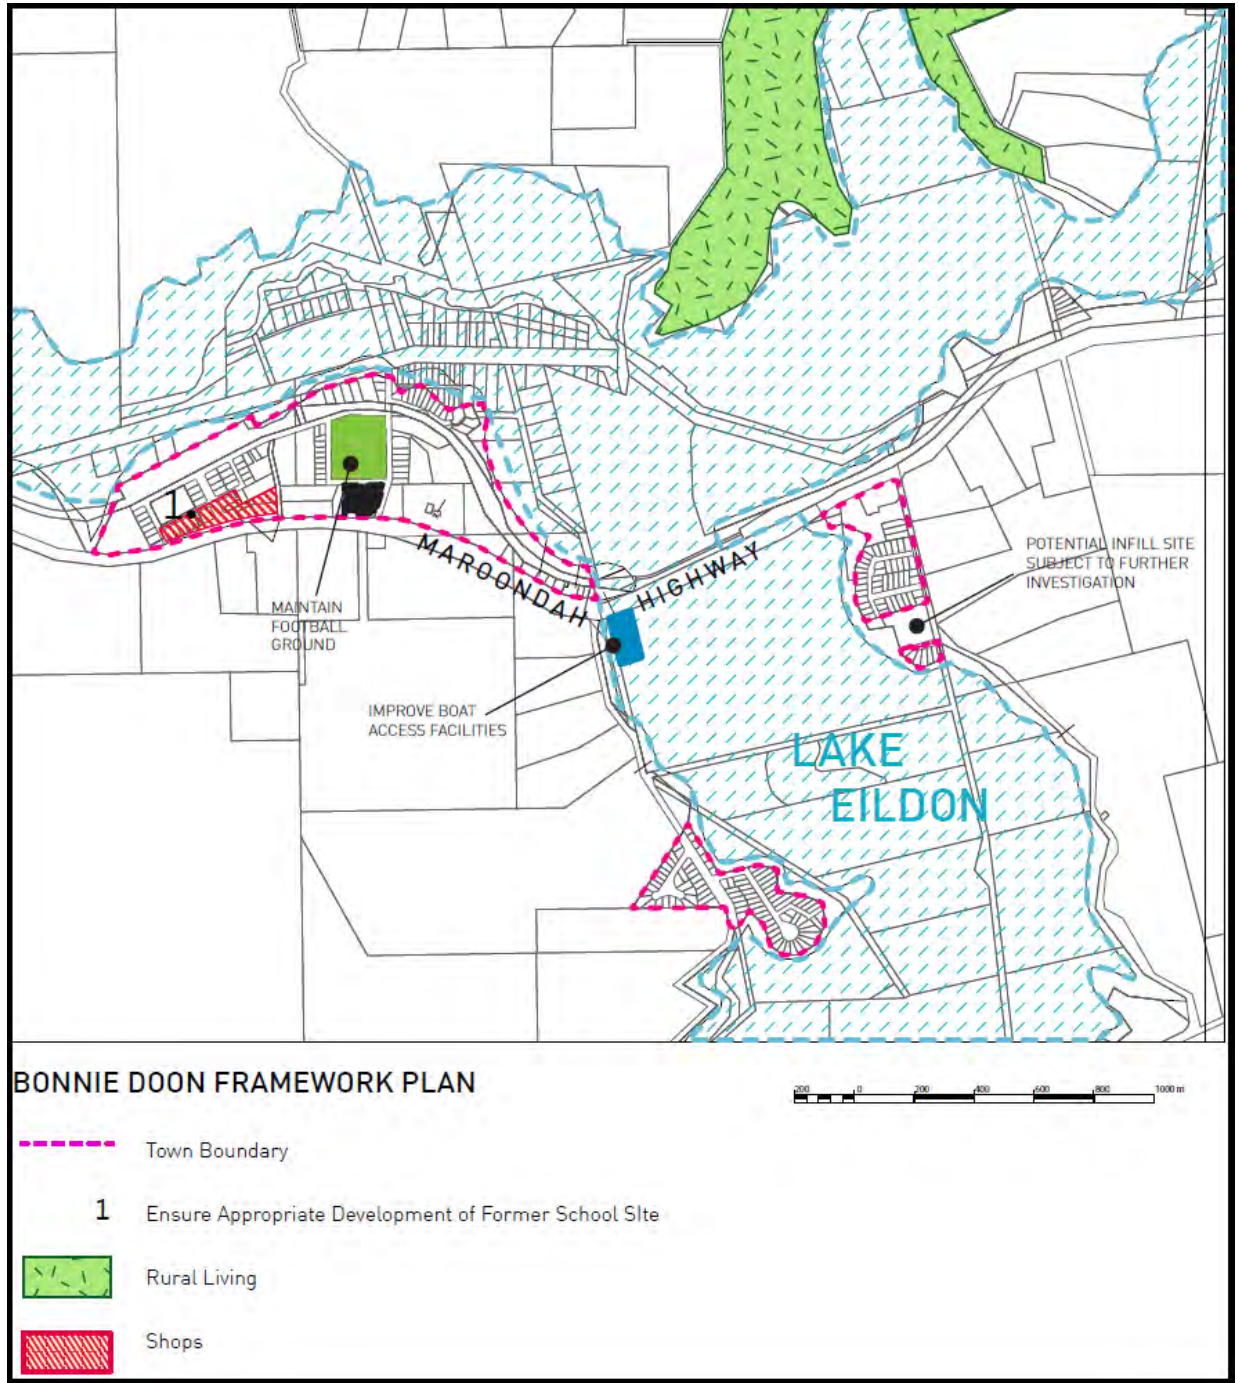 1
MAINTAIN
FOOTBALL
GROUND
MAROONDAH HIGHWAY
POTENTIAL INFILL SITE
SUBJECT TO FURTHER
INVESTIGATION
IMPROVE BOAT
ACCESS FACILITIES
LAKE
EILDON
BONNIE DOON FRAMEWORK PLAN
200 0 200 400 600 800 1000 m
Town Boundary
1 Ensure Appropriate Development of Former School SIte
Rural Living
Shops